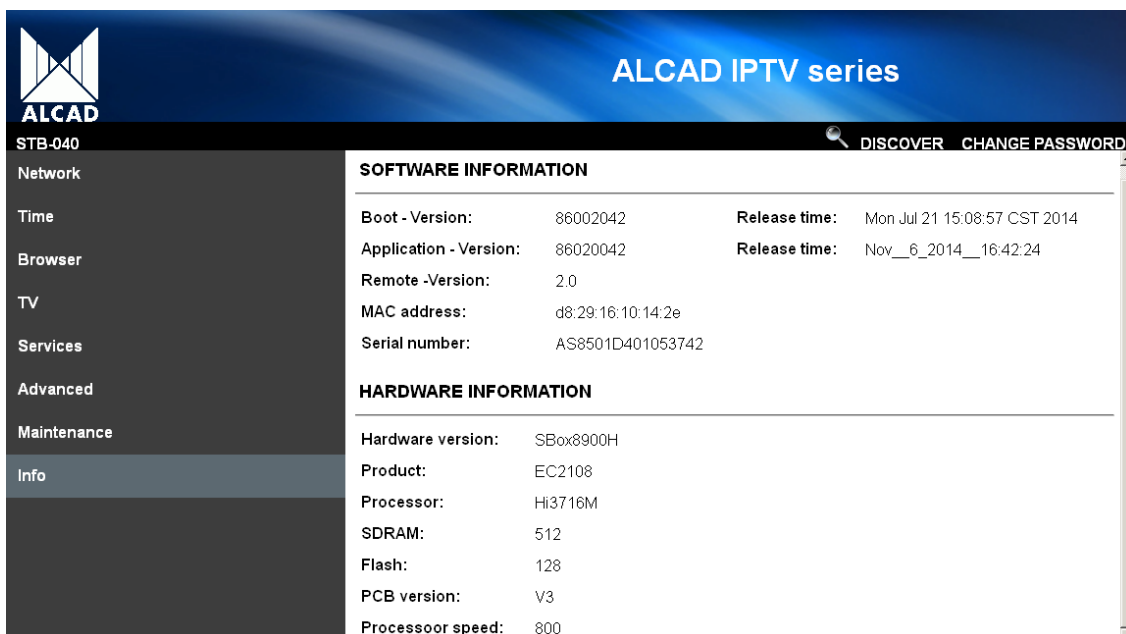 ALCAD IPTV series
ALCAD
STB-040
DISCOVER CHANGE PASSWORD
Network
Time
Browser
TV
Services
Advanced
Maintenance
Info
SOFTWARE INFORMATION
Boot - Version: 86002042 Release time: Mon Jul 21 15:08:57 CST 2014
Application - Version: 86020042 Release time: Nov__6_2014__16:42:24
Remote -Version: 2.0
MAC address: d8:29:16:10:14:2e
Serial number: AS8501D401053742
HARDWARE INFORMATION
Hardware version: SBox8900H
Product: EC2108
Processor: Hi3716M
SDRAM: 512
Flash: 128
PCB version: V3
Processoor speed: 800